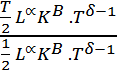 T/2 L^∝ K^B .T^(δ−1)
1/2 L^∝ K^B .T^(δ−1)